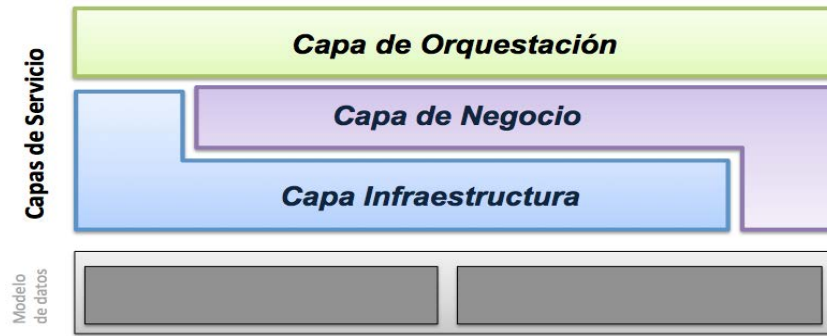 Capas de Servicio
Capa de Orquestación
Capa de Negocio
Capa Infraestructura
Modelo
de datos